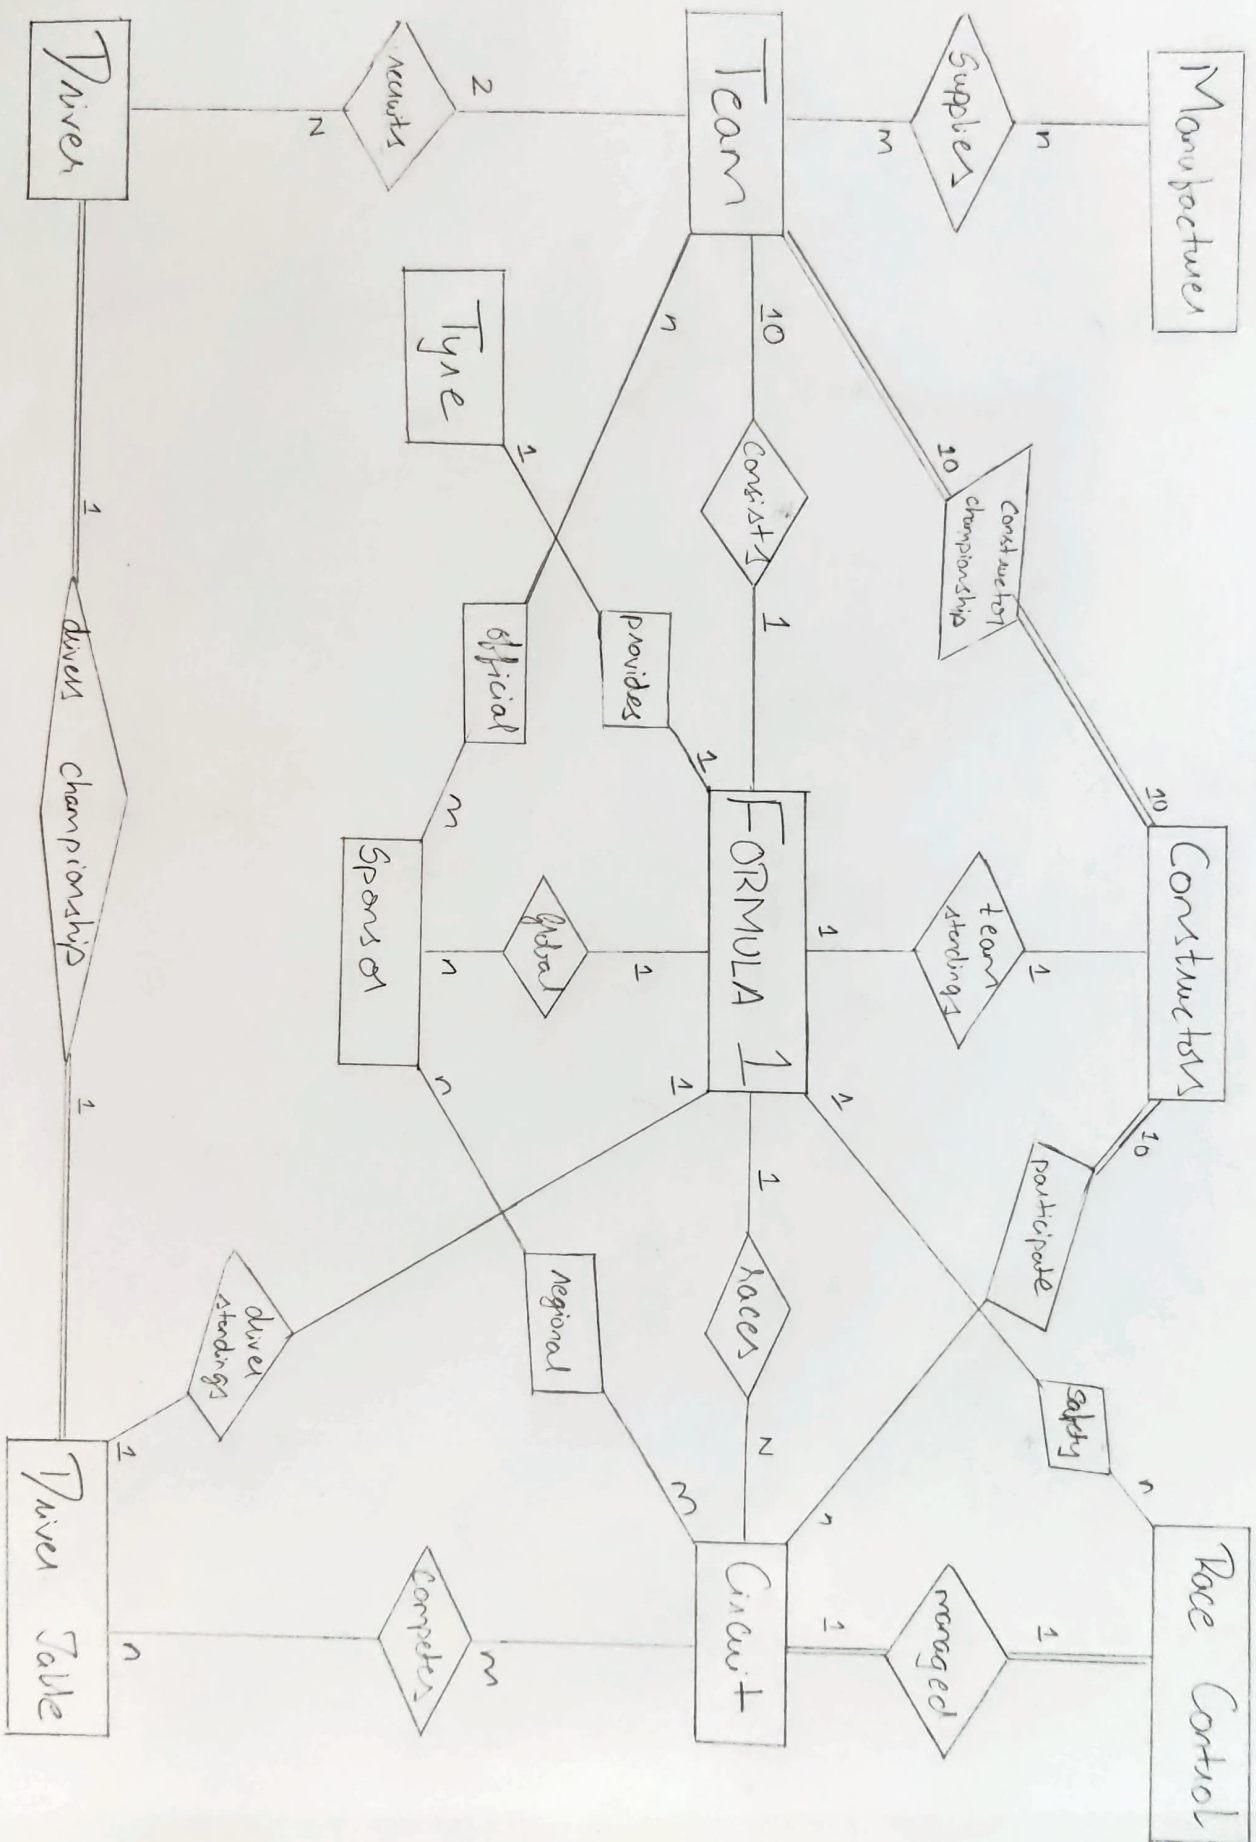 Manufacturer
Constructors
Race Control
10
10
n
safety
n
1
participate
1
constructor
championship
Supplies
10
team
standings
managed
m
1
1
n
1
Team
10
Consists
1
FORMULA 1
1
races
N
Circuit
n
1
1
1
M
provides
regional
1
official
global
m
2
Tyre
m
n
n
recruits
Sponsor
competes
N
driver
standings
1
n
Driver
1
drivers championship
1
Driver Table